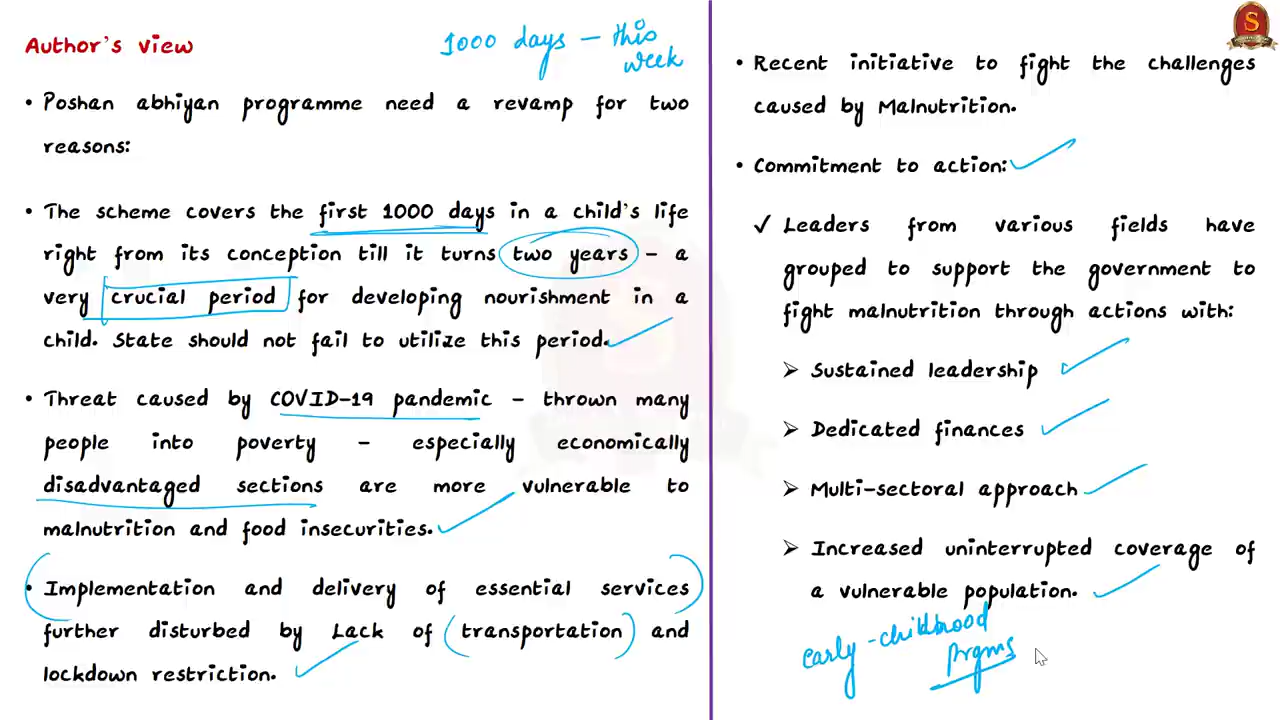 Author's view
1000 days – this
week
• Poshan abhiyan programme need a revamp for two
reasons:
• The scheme covers the first 1000 days in a child's life
right from its conception till it turns two years – a
very crucial period for developing nourishment in a
child. State should not fail to utilize this period.
• Threat caused by COVID-19 pandemic – thrown many
people into poverty – especially economically
disadvantaged sections are more vulnerable to
malnutrition and food insecurities.
• Implementation and delivery of essential services
further disturbed by Lack of transportation and
lockdown restriction.
• Recent initiative to fight the challenges
caused by Malnutrition.
• Commitment to action:
✓ Leaders from various fields have
grouped to support the government to
fight malnutrition through actions with:
➢ Sustained leadership
➢ Dedicated finances
➢ Multi-sectoral approach
➢ Increased uninterrupted coverage of
a vulnerable population.
early-childhood
Prgms
S